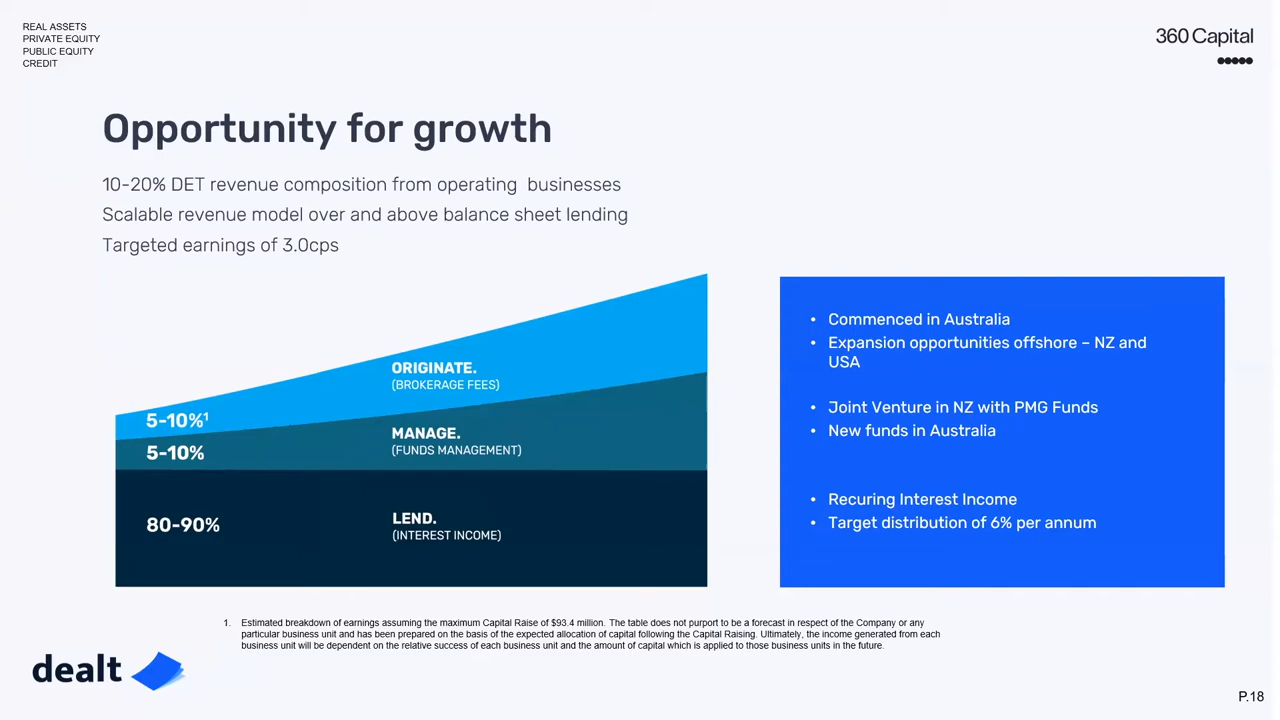 REAL ASSETS
PRIVATE EQUITY
PUBLIC EQUITY
CREDIT
360 Capital
Opportunity for growth
10-20% DET revenue composition from operating businesses
Scalable revenue model over and above balance sheet lending
Targeted earnings of 3.0cps
ORIGINATE.
(BROKERAGE FEES)
5-10%¹
MANAGE.
(FUNDS MANAGEMENT)
5-10%
LEND.
(INTEREST INCOME)
80-90%
• Commenced in Australia
• Expansion opportunities offshore – NZ and
USA
• Joint Venture in NZ with PMG Funds
• New funds in Australia
• Recuring Interest Income
• Target distribution of 6% per annum
1. Estimated breakdown of earnings assuming the maximum Capital Raise of $93.4 million. The table does not purport to be a forecast in respect of the Company or any
particular business unit and has been prepared on the basis of the expected allocation of capital following the Capital Raising. Ultimately, the income generated from each
business unit will be dependent on the relative success of each business unit and the amount of capital which is applied to those business units in the future.
dealt
P.18